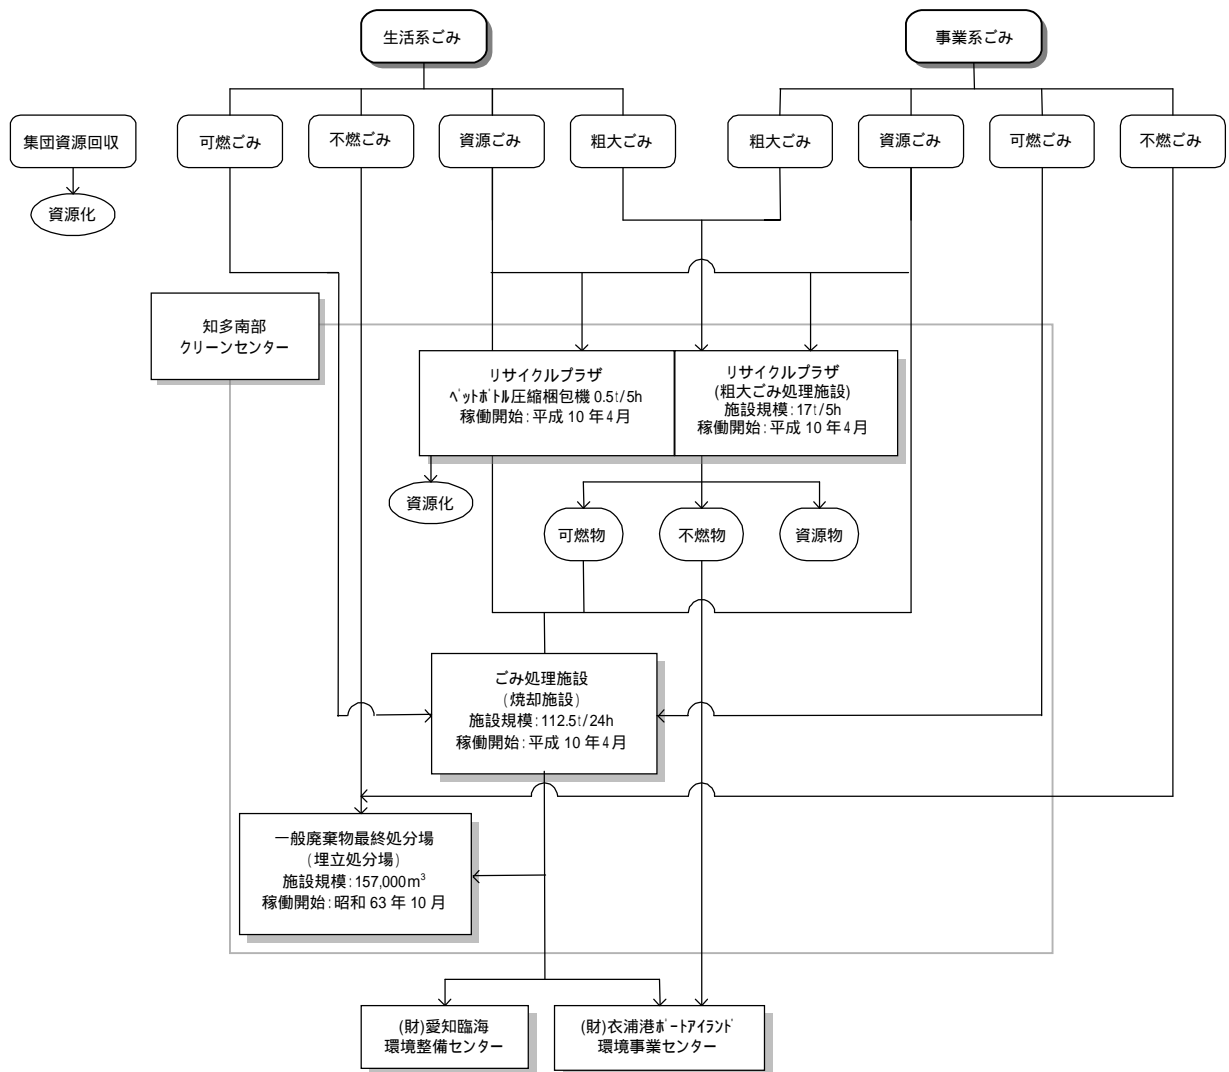 生活系ごみ
事業系ごみ
集団資源回収
可燃ごみ
不燃ごみ
資源ごみ
粗大ごみ
粗大ごみ
資源ごみ
可燃ごみ
不燃ごみ
資源化
知多南部
クリーンセンター
リサイクルプラザ
ﾍﾟｯﾄﾎﾞﾄﾙ圧縮梱包機 0.5t/5h
稼働開始:平成 10 年4月
リサイクルプラザ
(粗大ごみ処理施設)
施設規模:17t/5h
稼働開始:平成 10 年4月
資源化
可燃物
不燃物
資源物
ごみ処理施設
(焼却施設)
施設規模:112.5t/24h
稼働開始:平成 10 年4月
一般廃棄物最終処分場
(埋立処分場)
施設規模:157,000m³
稼働開始:昭和 63 年 10 月
(財)愛知臨海
環境整備センター
(財)衣浦港ﾎﾟｰﾄｱｲﾗﾝﾄﾞ
環境事業センター